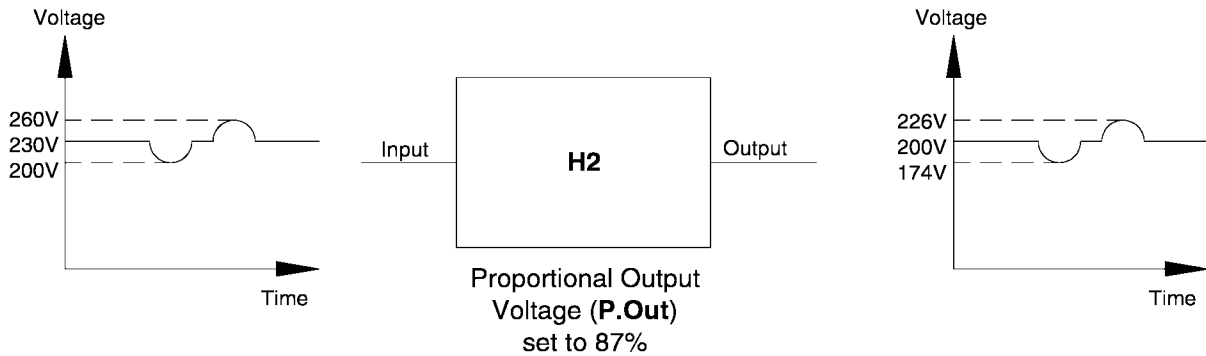 Voltage
260V
230V
200V
Time
Input
H2
Output
Proportional Output
Voltage (P.Out)
set to 87%
Voltage
226V
200V
174V
Time